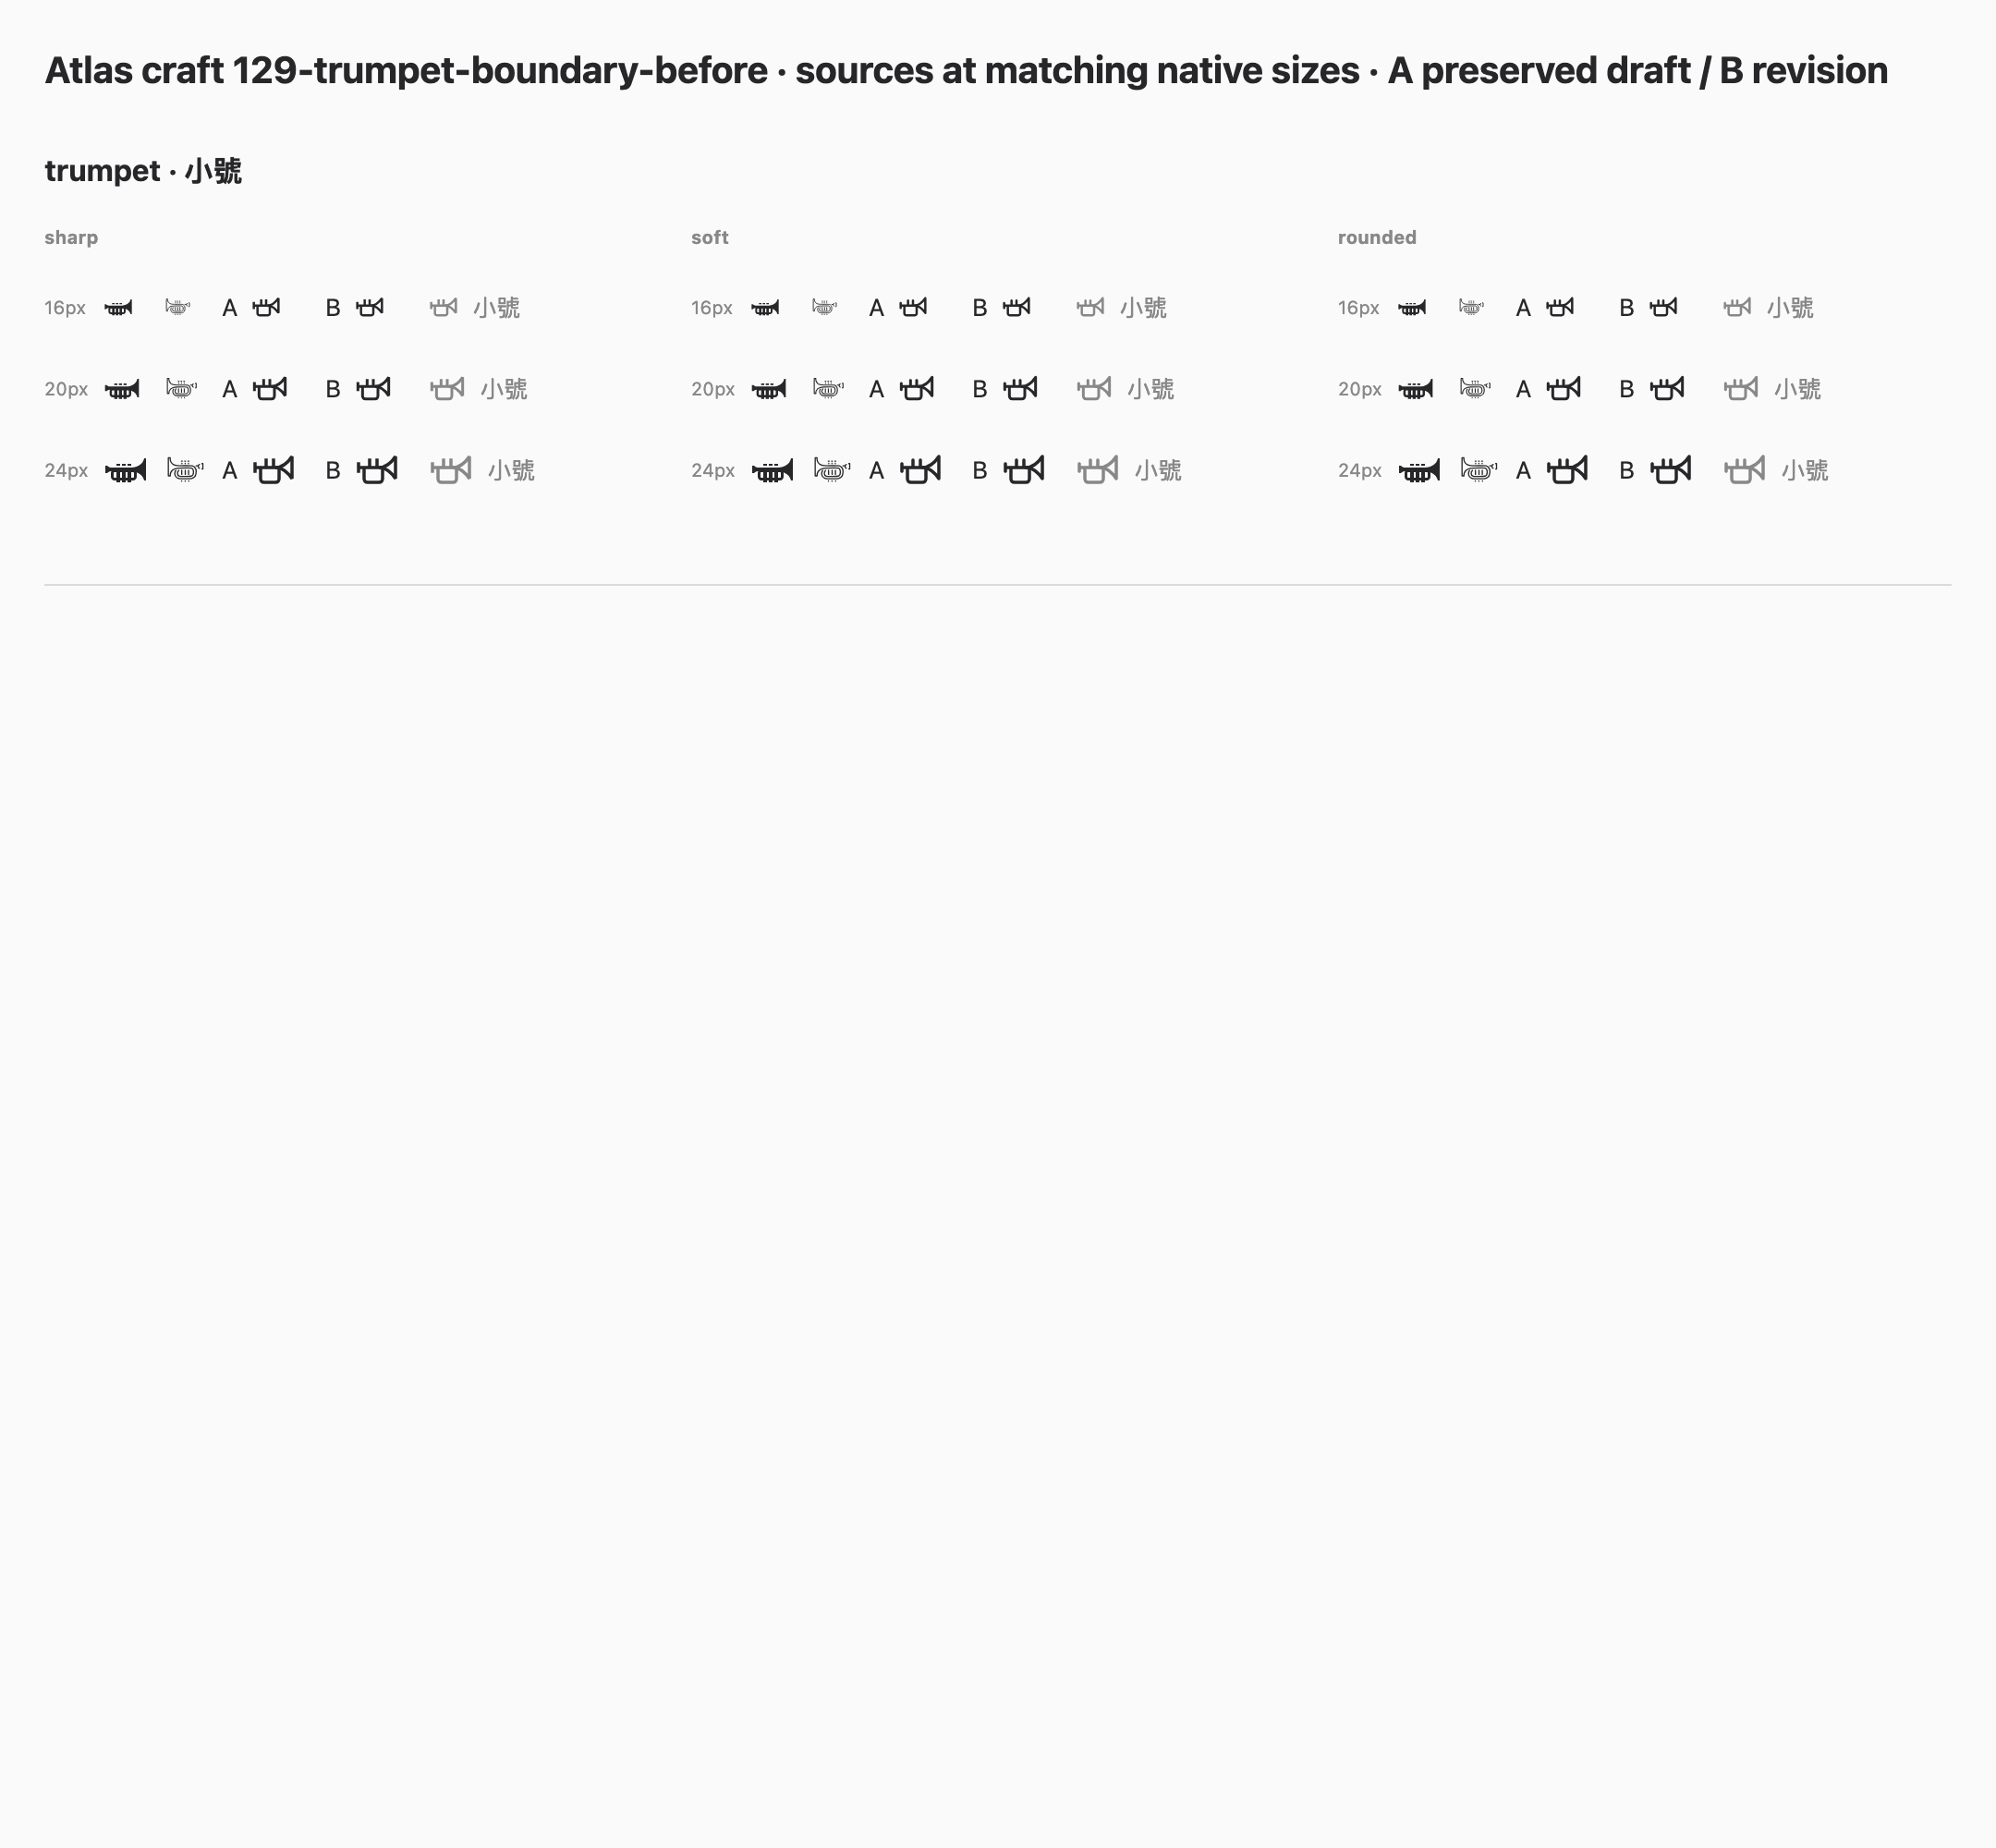 Atlas craft 129-trumpet-boundary-before · sources at matching native sizes · A preserved draft / B revision
trumpet · 小號
sharp soft rounded
16px A B 小號 16px A B 小號 16px A B 小號
20px A B 小號 20px A B 小號 20px A B 小號
24px A B 小號 24px A B 小號 24px A B 小號